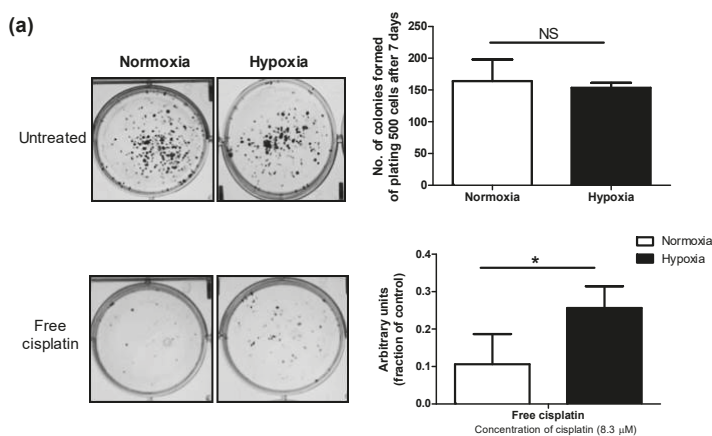 (a)
Normoxia Hypoxia
Untreated
Free
cisplatin
No. of colonies formed
of plating 500 cells after 7 days
250
200
150
100
50
0
NS
Normoxia Hypoxia
Normoxia
Hypoxia
Arbitrary units
(fraction of control)
0.4
0.3
0.2
0.1
0.0
*
Free cisplatin
Concentration of cisplatin (8.3 µM)